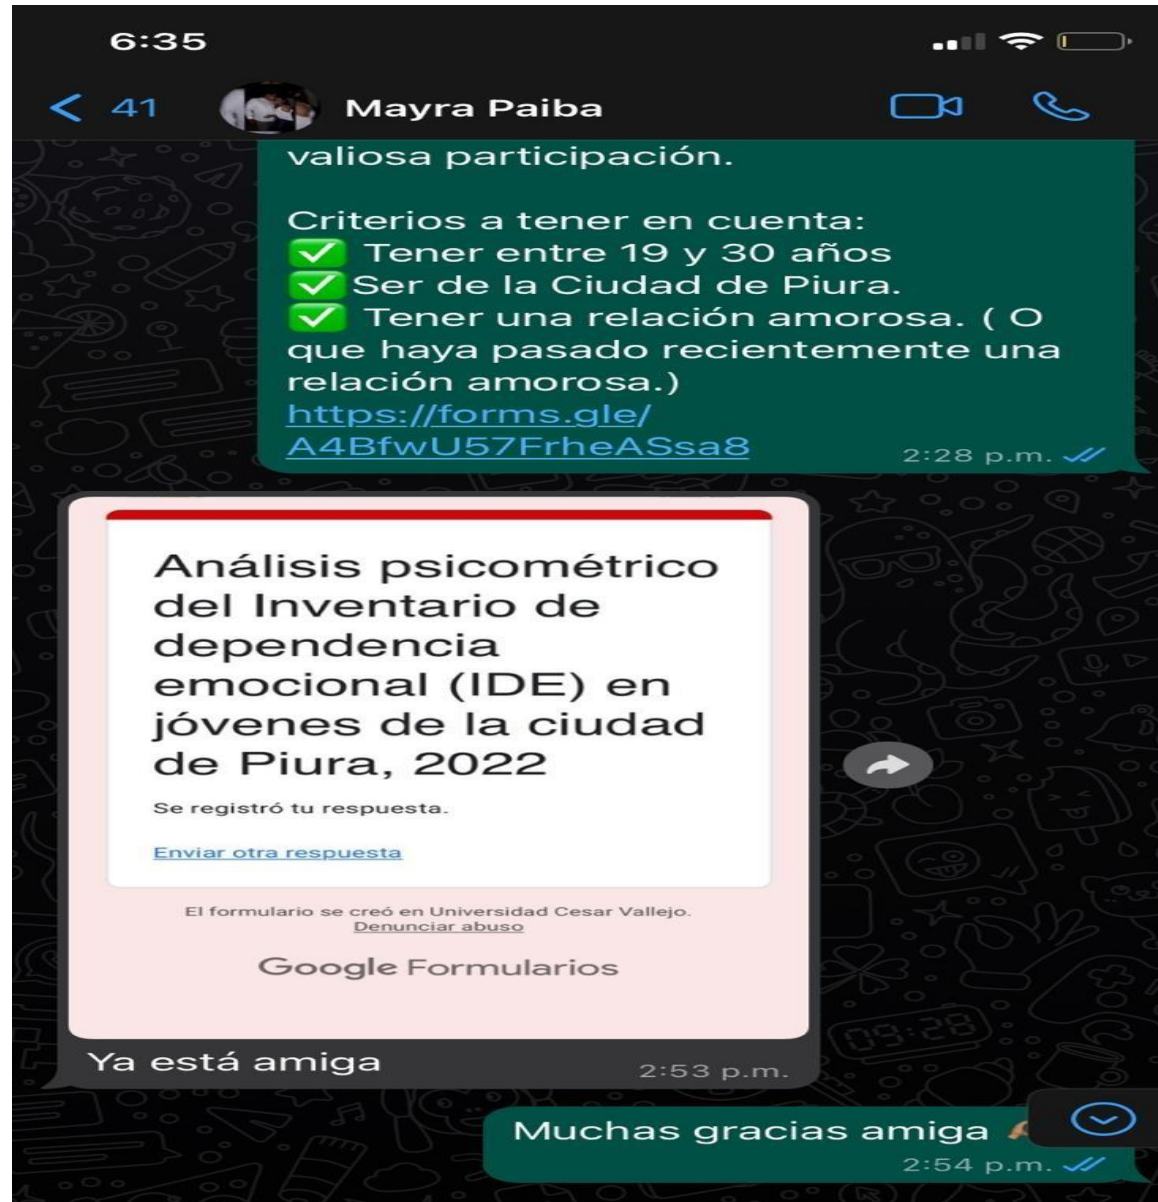 6:35
41
Mayra Paiba
valiosa participación.
Criterios a tener en cuenta:
✅ Tener entre 19 y 30 años
✅Ser de la Ciudad de Piura.
✅ Tener una relación amorosa. ( O
que haya pasado recientemente una
relación amorosa.)
https://forms.gle/
A4BfwU57FrheASsa8
2:28 p.m.
Análisis psicométrico
del Inventario de
dependencia
emocional (IDE) en
jóvenes de la ciudad
de Piura, 2022
Se registró tu respuesta.
Enviar otra respuesta
El formulario se creó en Universidad Cesar Vallejo.
Denunciar abuso
Google Formularios
Ya está amiga
2:53 p.m.
Muchas gracias amiga
2:54 p.m.
09:28